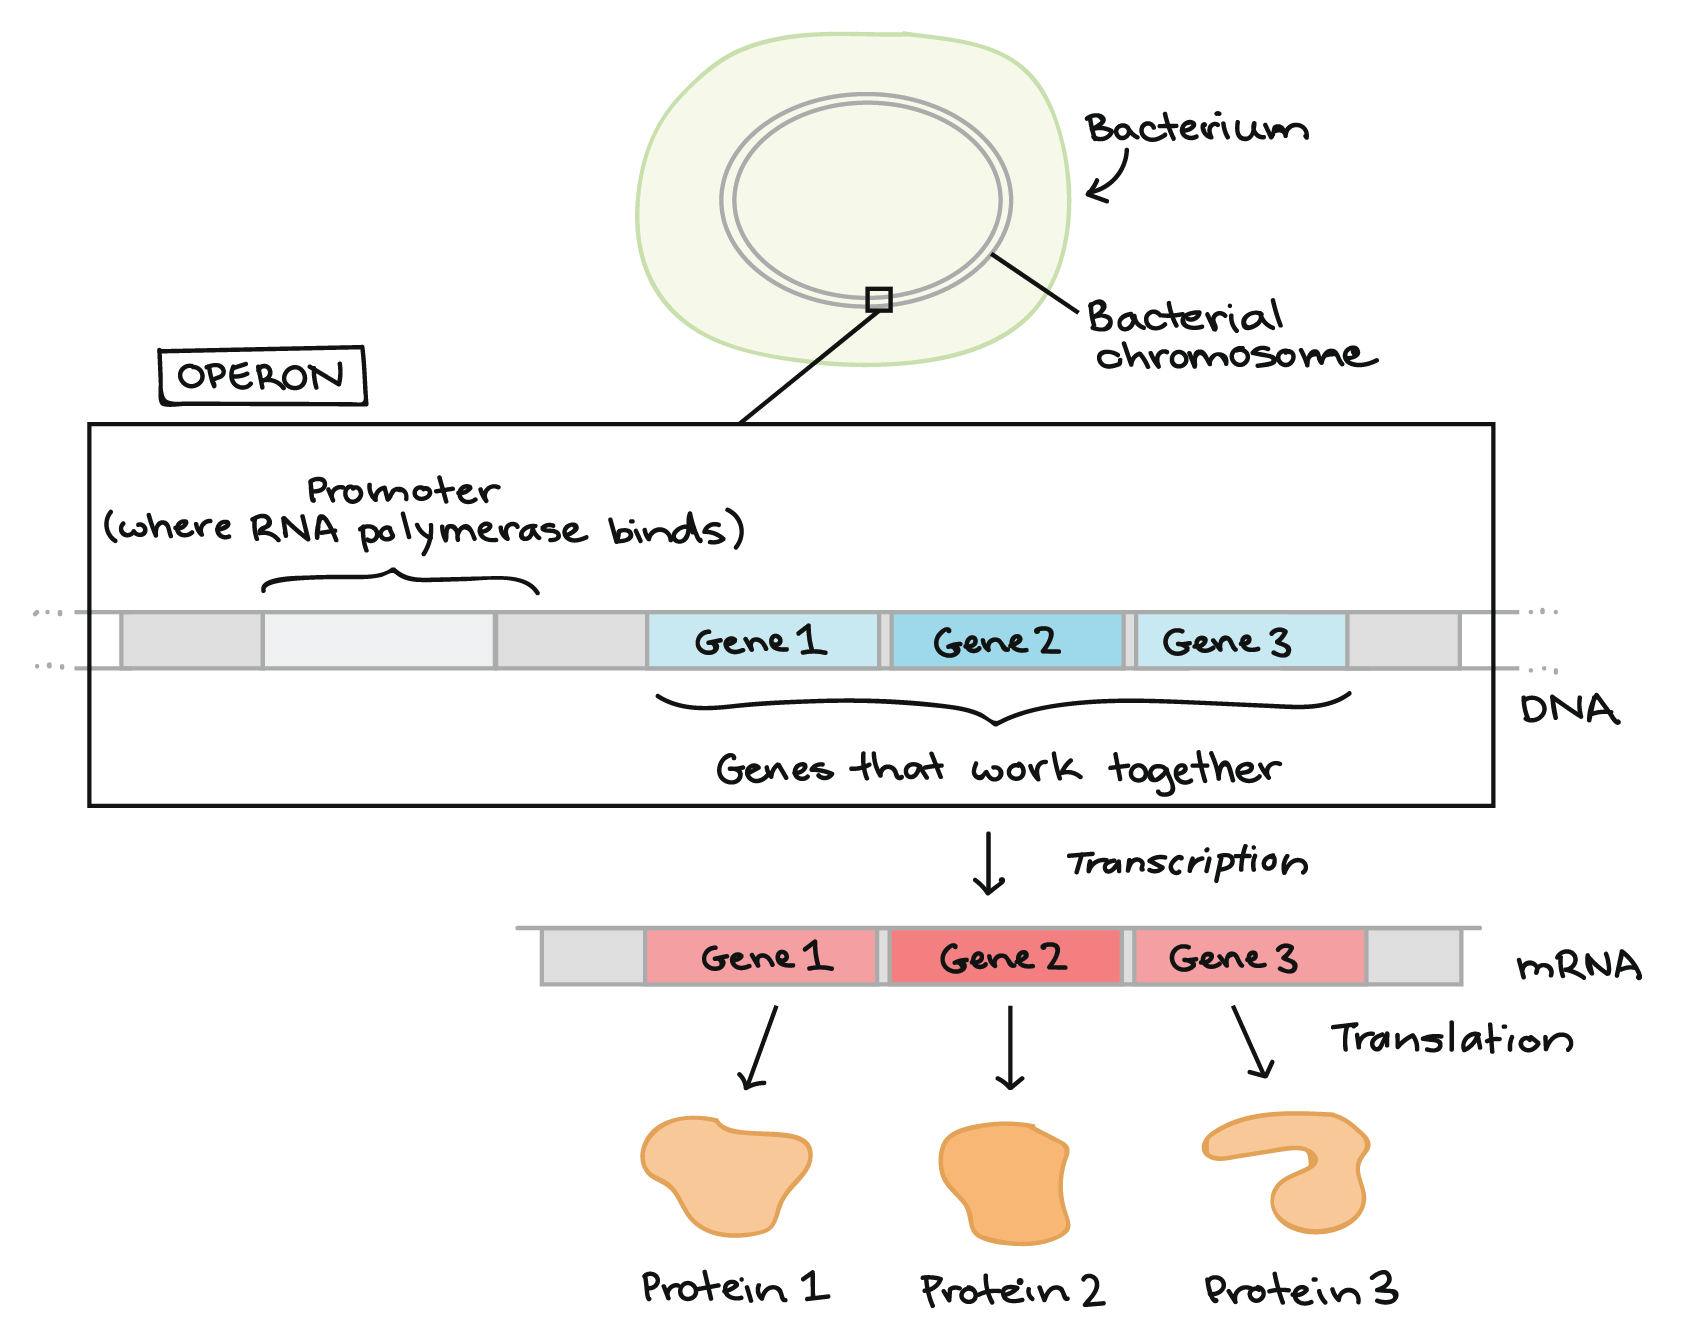 Bacterium
Bacterial
chromosome
OPERON
Promoter
(where RNA polymerase binds)
Gene 1
Gene 2
Gene 3
DNA
Genes that work together
Transcription
Gene 1
Gene 2
Gene 3
mRNA
Translation
Protein 1
Protein 2
Protein 3